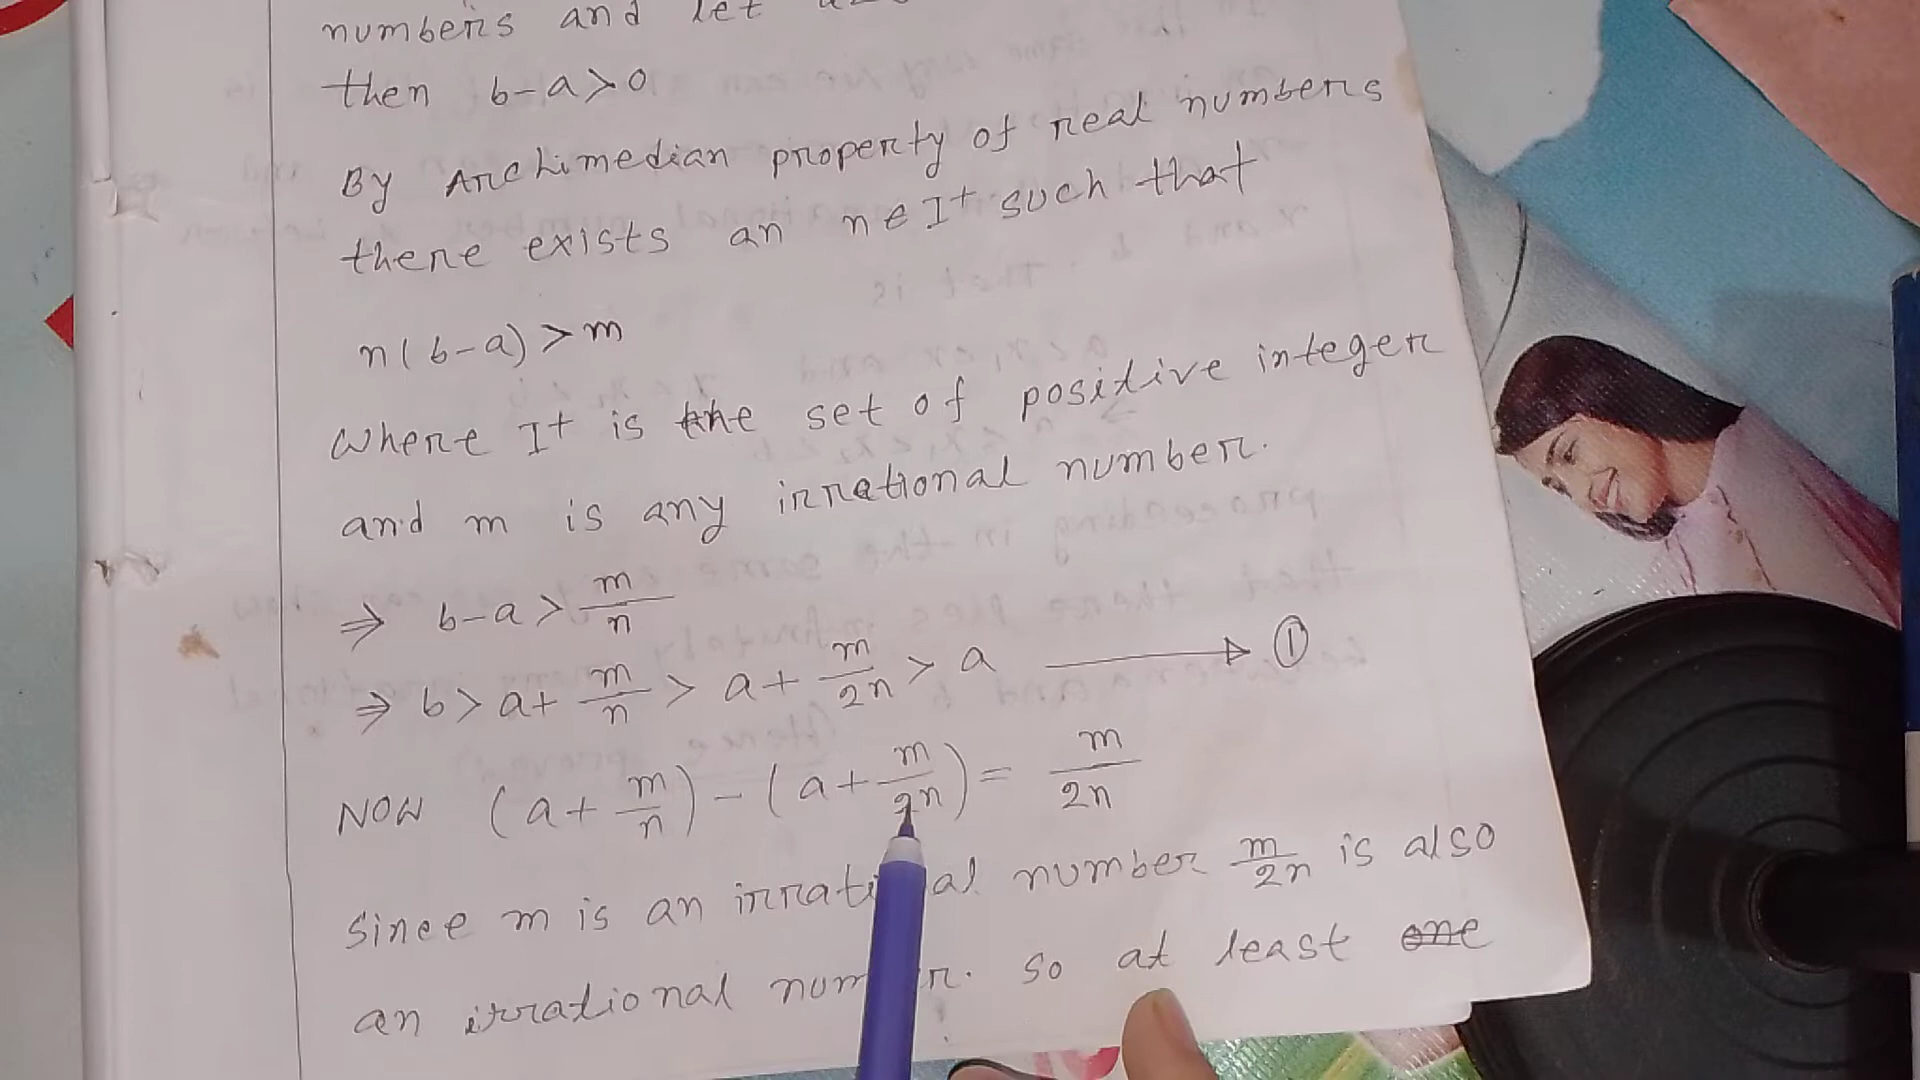 numbers and let
then b-a>0
By Archimedian property of real numbers
there exists an n∈I+ such that
n(b-a)>m
where I+ is the set of positive integer
and m is any irrational number.
⇒ b-a > m/n
⇒ b > a + m/n > a + m/2n > a → ①
NOW (a + m/n) - (a + m/2n) = m/2n
Since m is an irrational number m/2n is also
an irrational number. so at least one